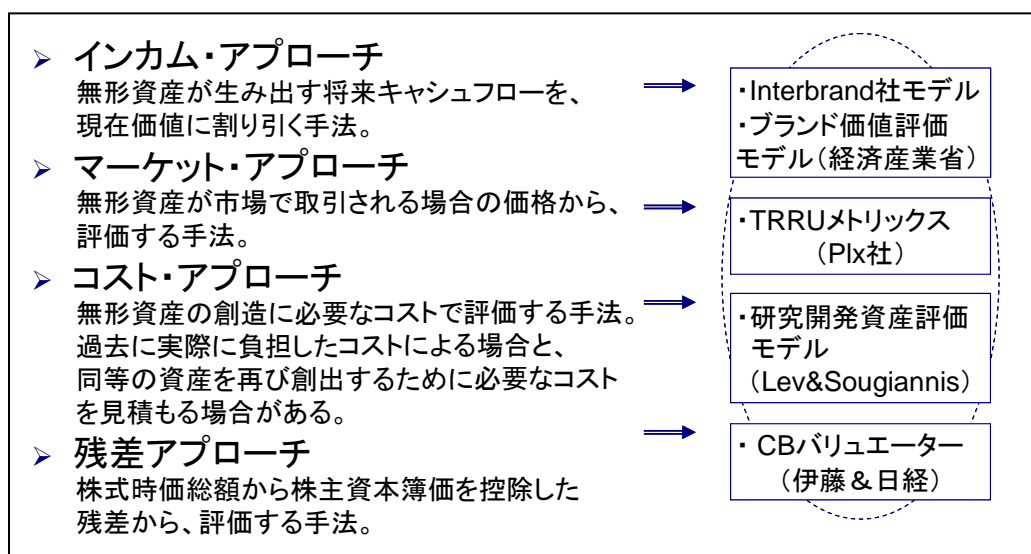 ➢ インカム・アプローチ
無形資産が生み出す将来キャッシュフローを、
現在価値に割り引く手法。
➢ マーケット・アプローチ
無形資産が市場で取引される場合の価格から、
評価する手法。
➢ コスト・アプローチ
無形資産の創造に必要なコストで評価する手法。
過去に実際に負担したコストによる場合と、
同等の資産を再び創出するために必要なコスト
を見積もる場合がある。
➢ 残差アプローチ
株式時価総額から株主資本簿価を控除した
残差から、評価する手法。
・Interbrand社モデル
・ブランド価値評価
モデル（経済産業省）
・TRRUメトリックス
（Plx社）
・研究開発資産評価
モデル
（Lev&Sougiannis）
・ CBバリュエーター
（伊藤＆日経）